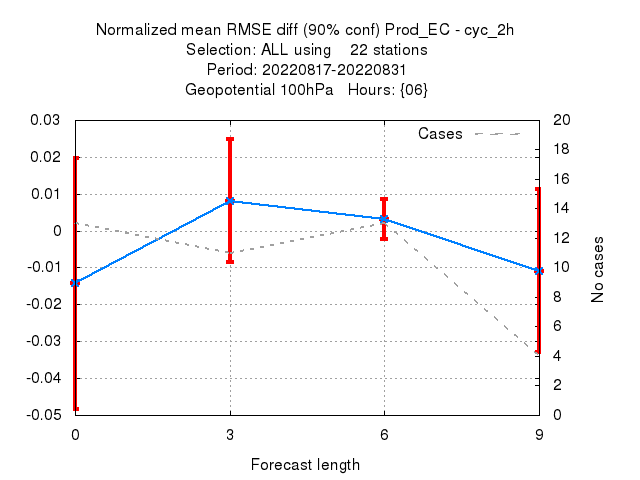 Normalized mean RMSE diff (90% conf) Prod_EC - cyc_2h
Selection: ALL using    22 stations
Period: 20220817-20220831
Geopotential 100hPa   Hours: {06}
0.03
0.02
0.01
0
-0.01
-0.02
-0.03
-0.04
-0.05
Cases
20
18
16
14
12
10
8
6
4
2
0
No cases
0 3 6 9
Forecast length